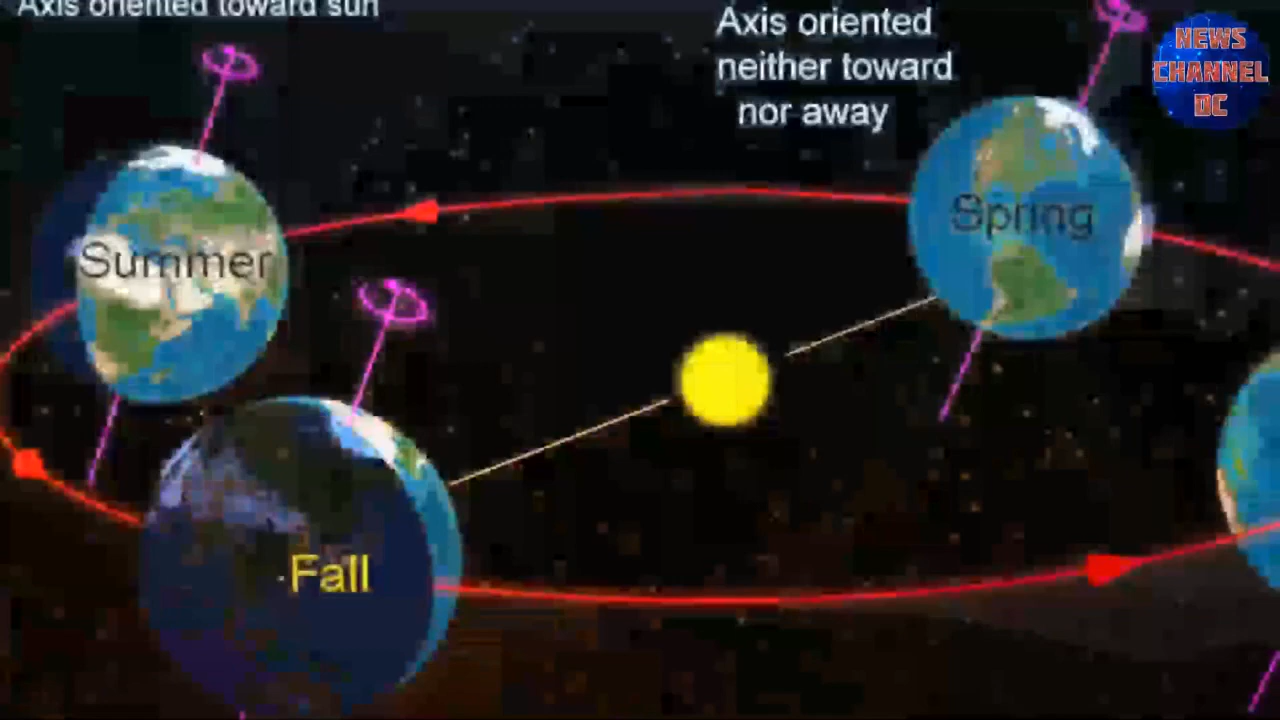 Axis oriented toward sun
Axis oriented
neither toward
nor away
NEWS
CHANNEL
DC
Summer
Spring
Fall